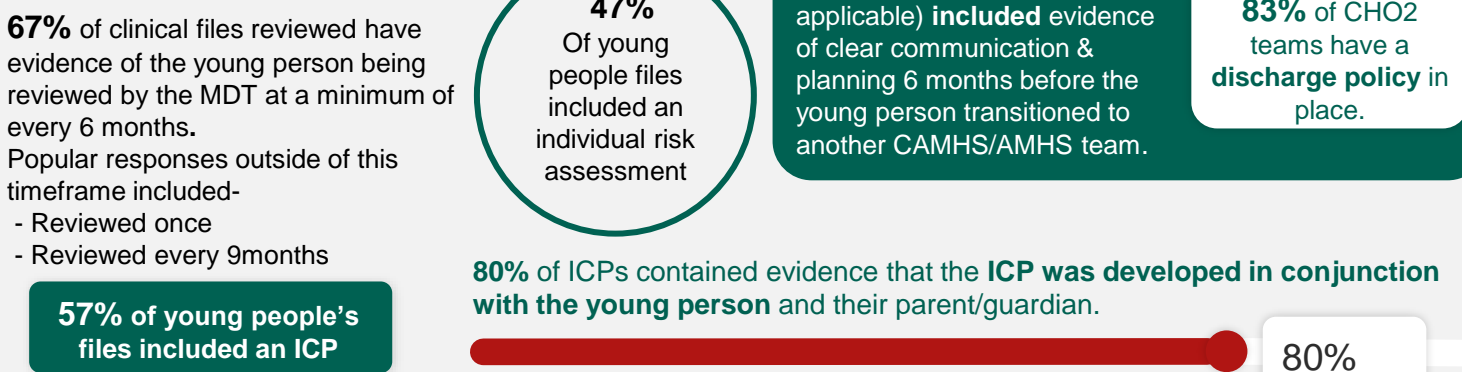 67% of clinical files reviewed have
evidence of the young person being
reviewed by the MDT at a minimum of
every 6 months.
Popular responses outside of this
timeframe included-
- Reviewed once
- Reviewed every 9months
57% of young people's
files included an ICP
47%
Of young
people files
included an
individual risk
assessment
applicable) included evidence
of clear communication &
planning 6 months before the
young person transitioned to
another CAMHS/AMHS team.
83% of CHO2
teams have a
discharge policy in
place.
80% of ICPs contained evidence that the ICP was developed in conjunction
with the young person and their parent/guardian.
80%